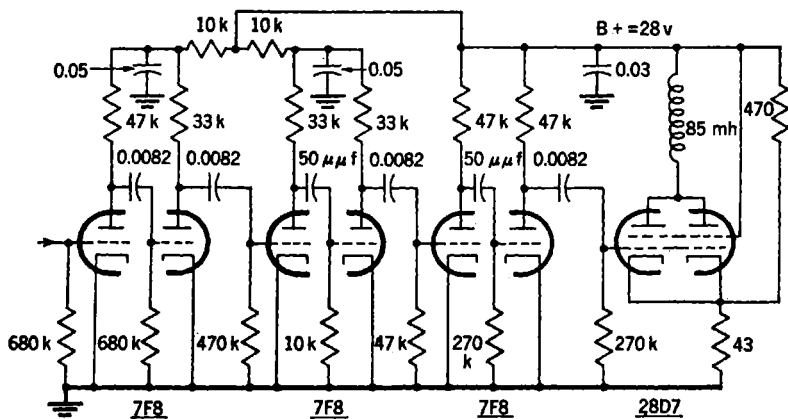 10 k 10 k
B + = 28 v
0.05
0.05
0.03
470
47 k
33 k
33 k
33 k
47 k
47 k
85 mh
0.0082
0.0082
50 μμf
0.0082
50 μμf
0.0082
680 k
680 k
470 k
10 k
47 k
270 k
270 k
43
7F8
7F8
7F8
28D7